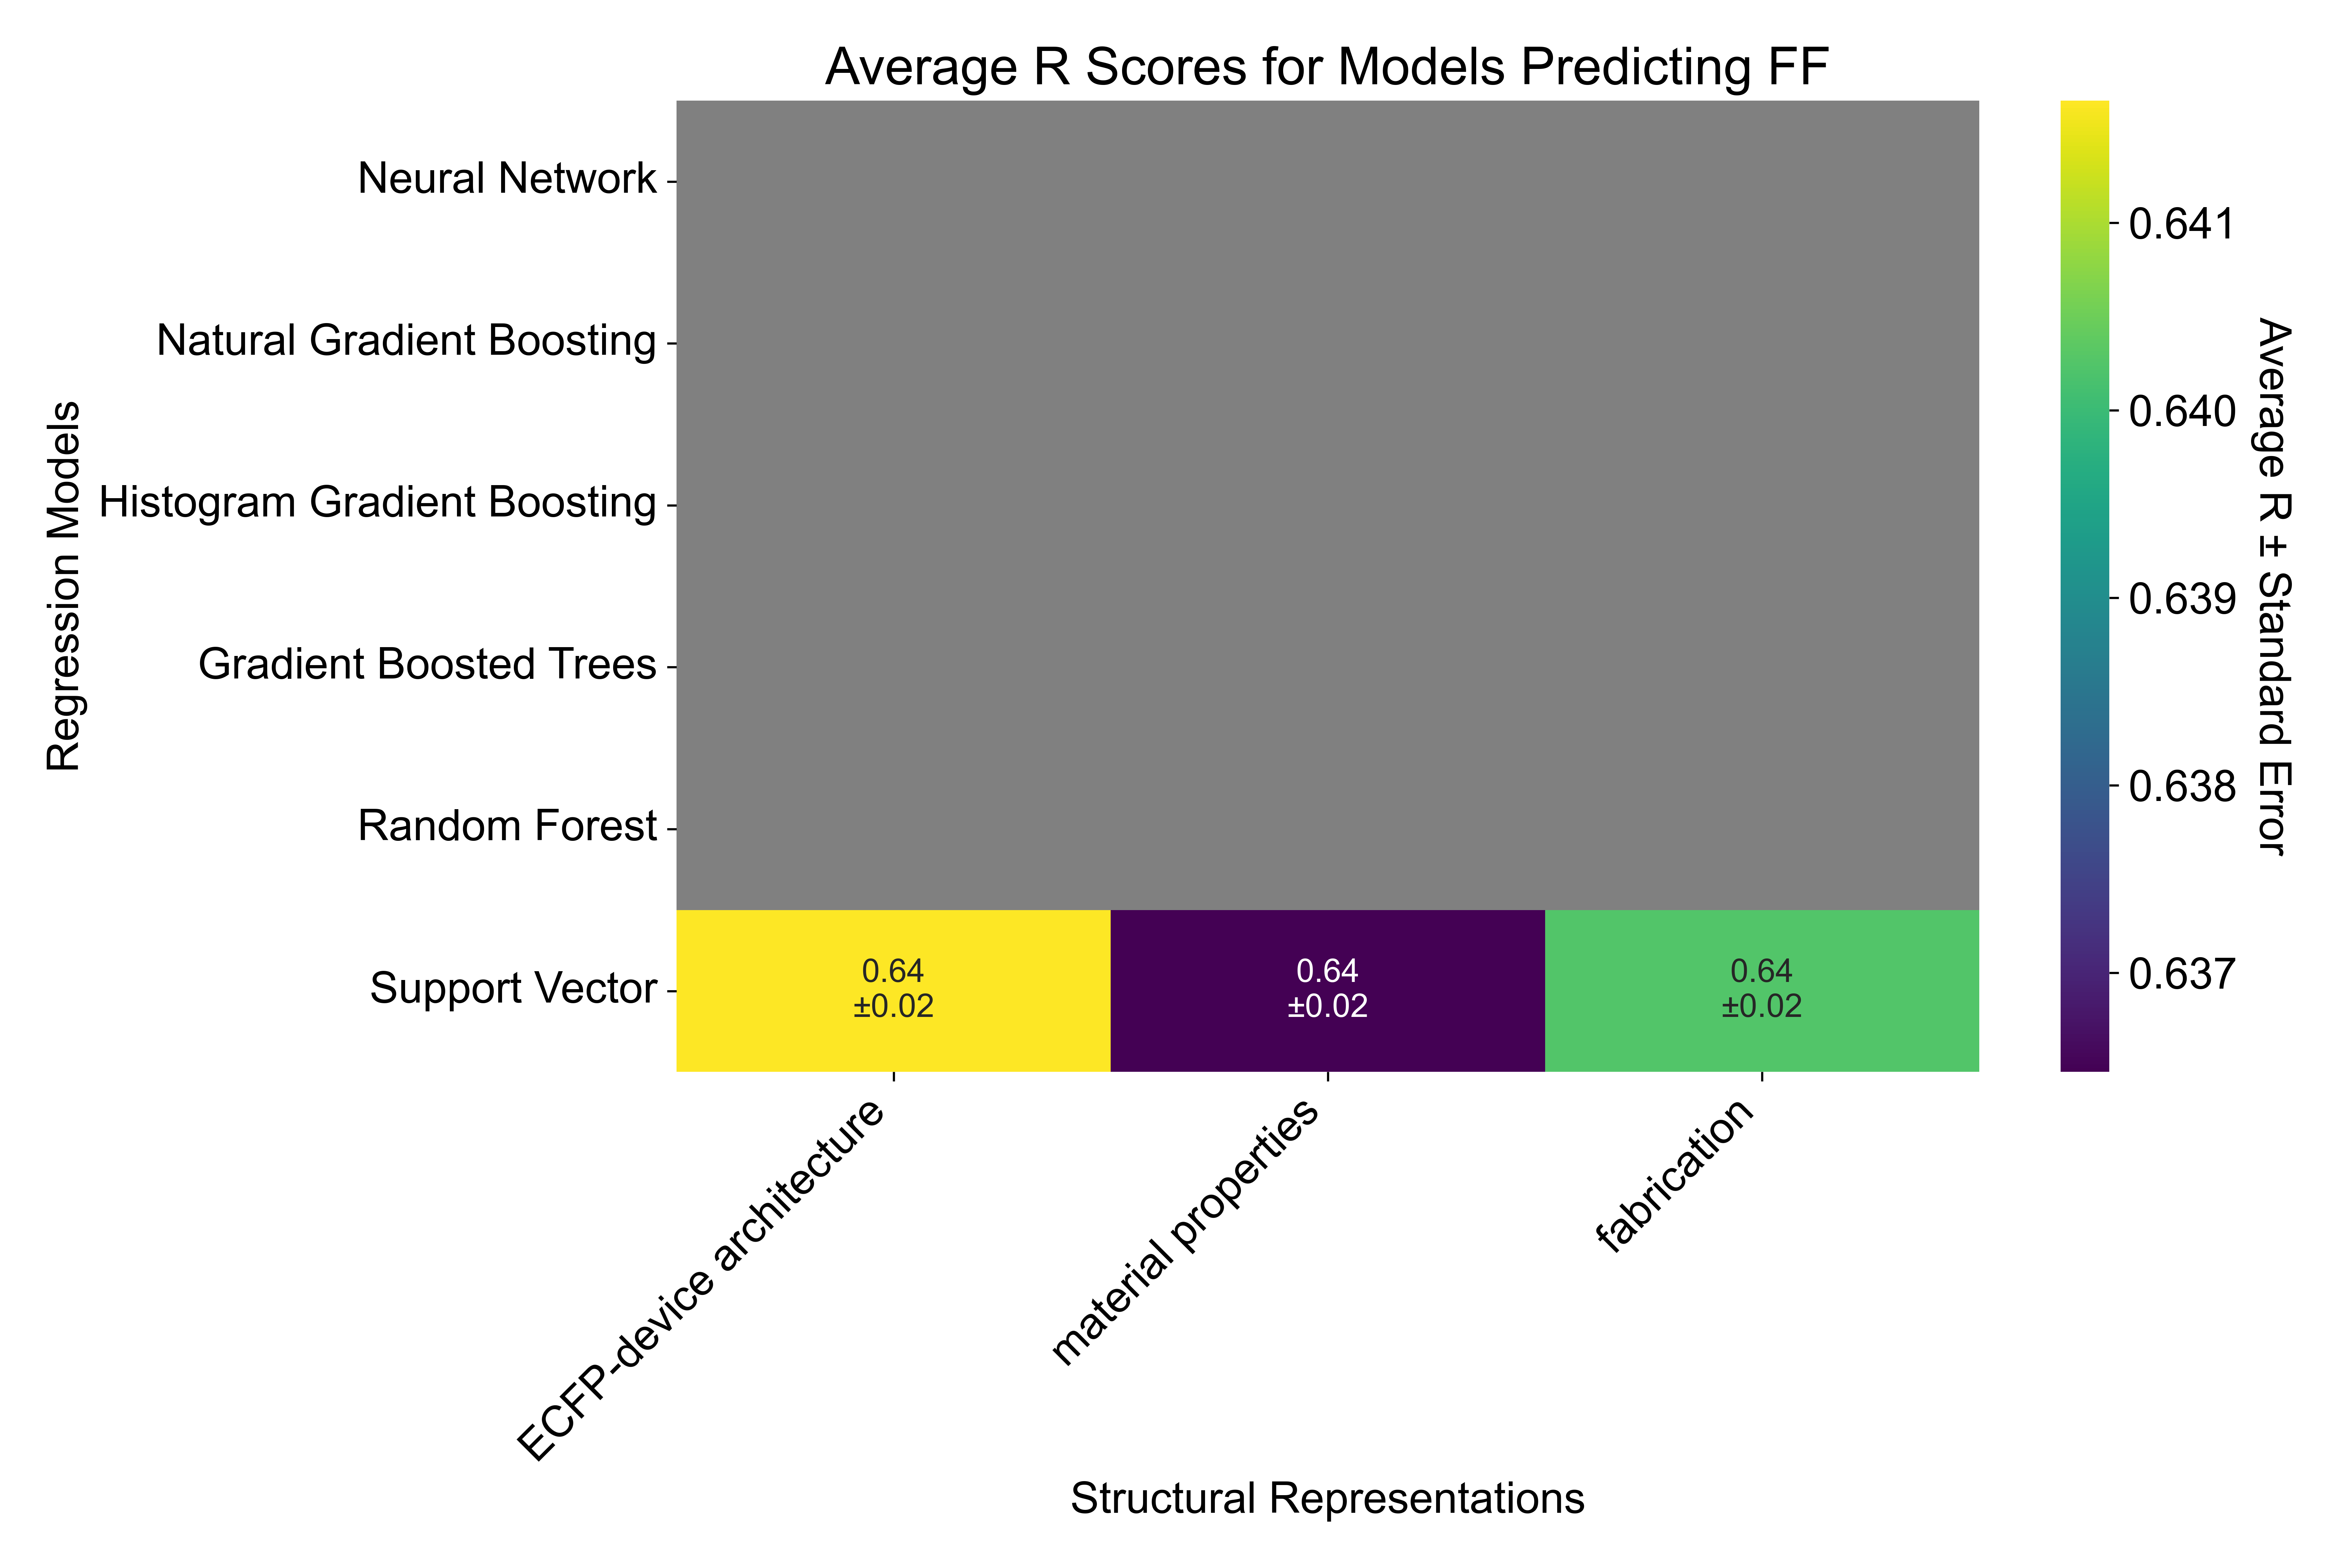 Average R Scores for Models Predicting FF
Regression Models
Neural Network
Natural Gradient Boosting
Histogram Gradient Boosting
Gradient Boosted Trees
Random Forest
Support Vector
0.64
±0.02
0.64
±0.02
0.64
±0.02
ECFP-device architecture
material properties
fabrication
Structural Representations
0.641
0.640
0.639
0.638
0.637
Average R ± Standard Error